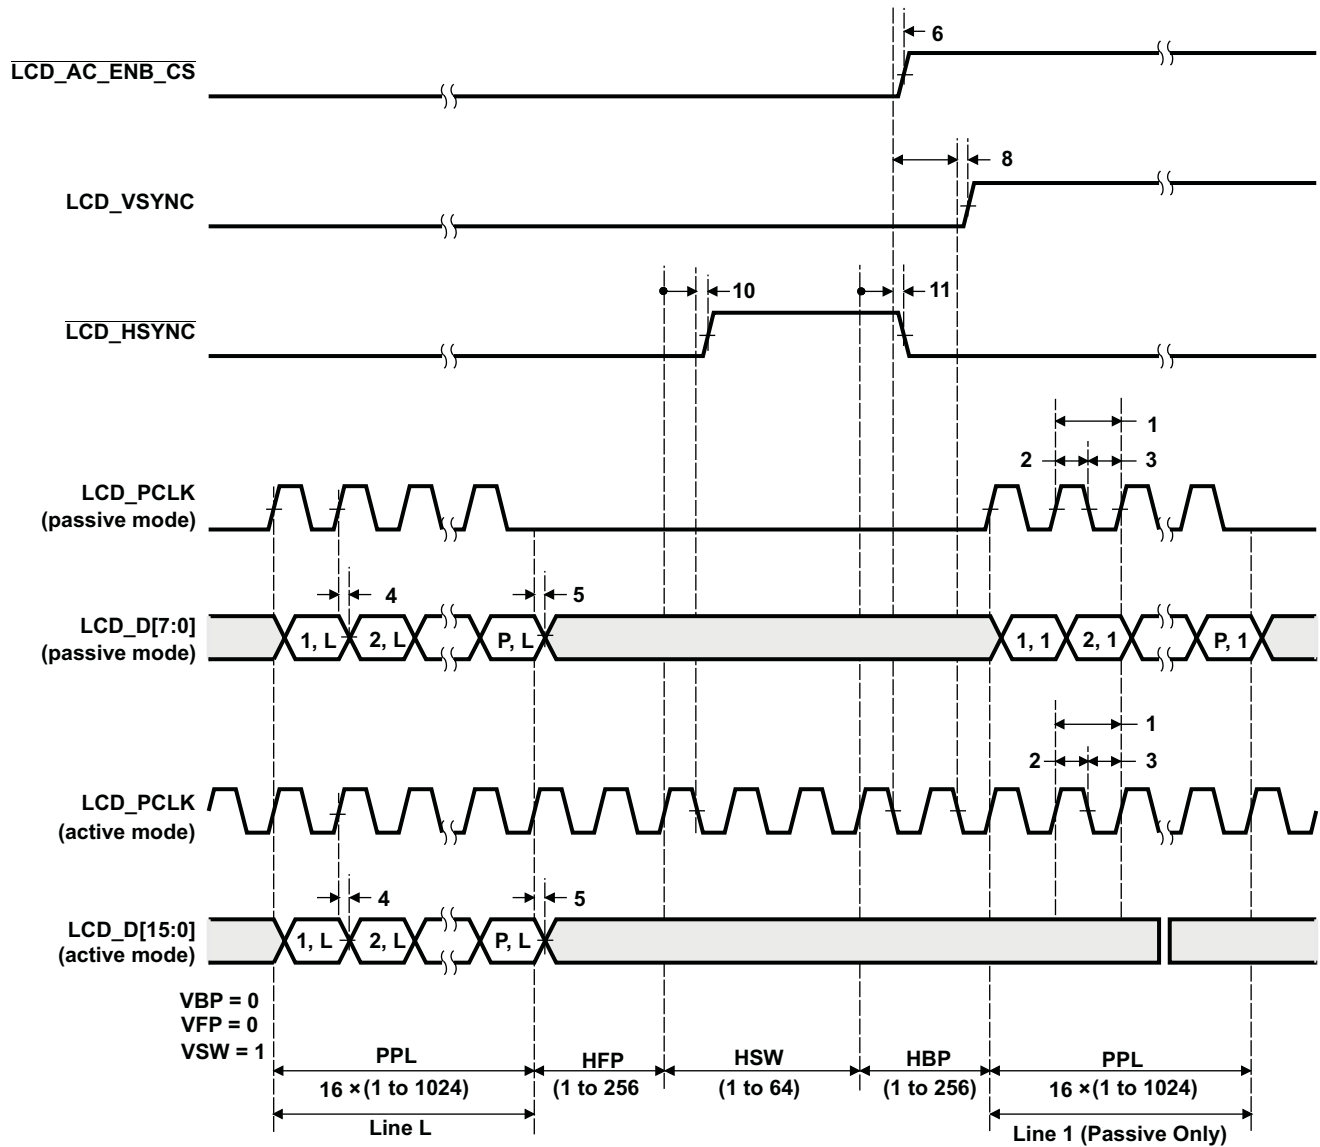 6
LCD_AC_ENB_CS
8
LCD_VSYNC
10
11
LCD_HSYNC
1
2
3
LCD_PCLK
(passive mode)
4
5
LCD_D[7:0]
(passive mode)
1, L
2, L
P, L
1, 1
2, 1
P, 1
1
2
3
LCD_PCLK
(active mode)
4
5
LCD_D[15:0]
(active mode)
1, L
2, L
P, L
VBP = 0
VFP = 0
VSW = 1
PPL
HFP
HSW
HBP
PPL
16 ×(1 to 1024)
(1 to 256
(1 to 64)
(1 to 256)
16 ×(1 to 1024)
Line L
Line 1 (Passive Only)